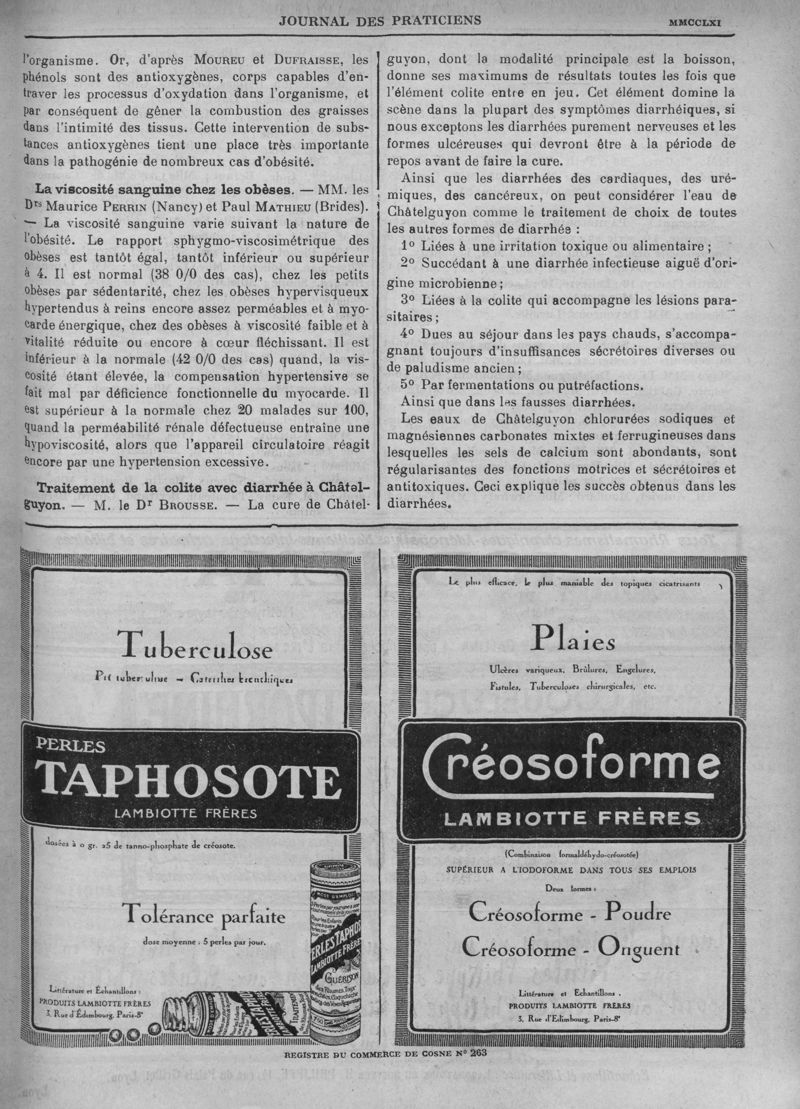 JOURNAL DES PRATICIENS
MMCCLXI
l'organisme. Or, d'après MOUREU et DUFRAISSE, les
phénols sont des antioxygènes, corps capables d'en-
traver les processus d'oxydation dans l'organisme, et
par conséquent de gêner la combustion des graisses
dans l'intimité des tissus. Cette intervention de subs-
tances antioxygènes tient une place très importante
dans la pathogénie de nombreux cas d'obésité.
La viscosité sanguine chez les obèses. — MM. les
Drs Maurice PERRIN (Nancy) et Paul MATHIEU (Brides).
— La viscosité sanguine varie suivant la nature de
l'obésité. Le rapport sphygmo-viscosimétrique des
obèses est tantôt égal, tantôt inférieur ou supérieur
à 4. Il est normal (38 0/0 des cas), chez les petits
obèses par sédentarité, chez les obèses hypervisqueux
hypertendus à reins encore assez perméables et à myo-
carde énergique, chez des obèses à viscosité faible et à
vitalité réduite ou encore à cœur fléchissant. Il est
inférieur à la normale (42 0/0 des cas) quand, la vis-
cosité étant élevée, la compensation hypertensive se
fait mal par déficience fonctionnelle du myocarde. Il
est supérieur à la normale chez 20 malades sur 100,
quand la perméabilité rénale défectueuse entraîne une
hypoviscosité, alors que l'appareil circulatoire réagit
encore par une hypertension excessive.
Traitement de la colite avec diarrhée à Châtel-
guyon. — M. le Dr BROUSSE. — La cure de Châtel-
guyon, dont la modalité principale est la boisson,
donne ses maximums de résultats toutes les fois que
l'élément colite entre en jeu. Cet élément domine la
scène dans la plupart des symptômes diarrhéiques, si
nous exceptons les diarrhées purement nerveuses et les
formes ulcéreuses qui devront être à la période de
repos avant de faire la cure.
Ainsi que les diarrhées des cardiaques, des uré-
miques, des cancéreux, on peut considérer l'eau de
Châtelguyon comme le traitement de choix de toutes
les autres formes de diarrhée :
1o Liées à une irritation toxique ou alimentaire ;
2o Succédant à une diarrhée infectieuse aiguë d'ori-
gine microbienne ;
3o Liées à la colite qui accompagne les lésions para-
sitaires ;
4o Dues au séjour dans les pays chauds, s'accompa-
gnant toujours d'insuffisances sécrétoires diverses ou
de paludisme ancien ;
5o Par fermentations ou putréfactions.
Ainsi que dans les fausses diarrhées.
Les eaux de Châtelguyon chlorurées sodiques et
magnésiennes carbonates mixtes et ferrugineuses dans
lesquelles les sels de calcium sont abondants, sont
régularisantes des fonctions motrices et sécrétoires et
antitoxiques. Ceci explique les succès obtenus dans les
diarrhées.
Tuberculose
Pré tuberculose — Catarrhes bronchiques
PERLES
TAPHOSOTE
LAMBIOTTE FRÈRES
dosées à 0 gr. 25 de tanno-phosphate de créosote.
Tolérance parfaite
dose moyenne : 5 perles par jour.
PERLES TAPHOS
LAMBIOTTE FRÈRES
GUÉRISON
Littérature et Échantillons :
PRODUITS LAMBIOTTE FRÈRES
3, Rue d'Édimbourg, Paris-8e
Le plus efficace, le plus maniable des topiques cicatrisants
Plaies
Ulcères variqueux, Brûlures, Engelures,
Fistules, Tuberculoses chirurgicales, etc.
Créosoforme
LAMBIOTTE FRÈRES
(Combinaison formaldéhydo-créosotée)
SUPÉRIEUR A L'IODOFORME DANS TOUS SES EMPLOIS
Deux formes :
Créosoforme - Poudre
Créosoforme - Onguent
Littérature et Échantillons :
PRODUITS LAMBIOTTE FRÈRES
3, Rue d'Édimbourg, Paris-8e
REGISTRE DU COMMERCE DE COSNE No 263